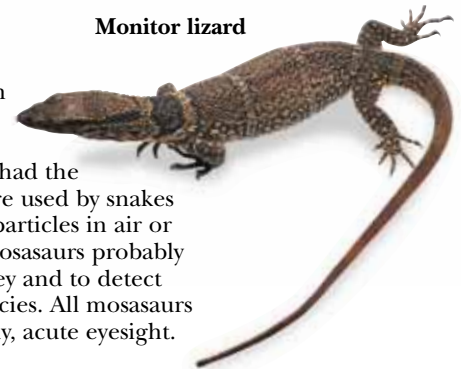 Monitor lizard
n
had the
re used by snakes
particles in air or
osasaurs probably
ey and to detect
cies. All mosasaurs
y, acute eyesight.